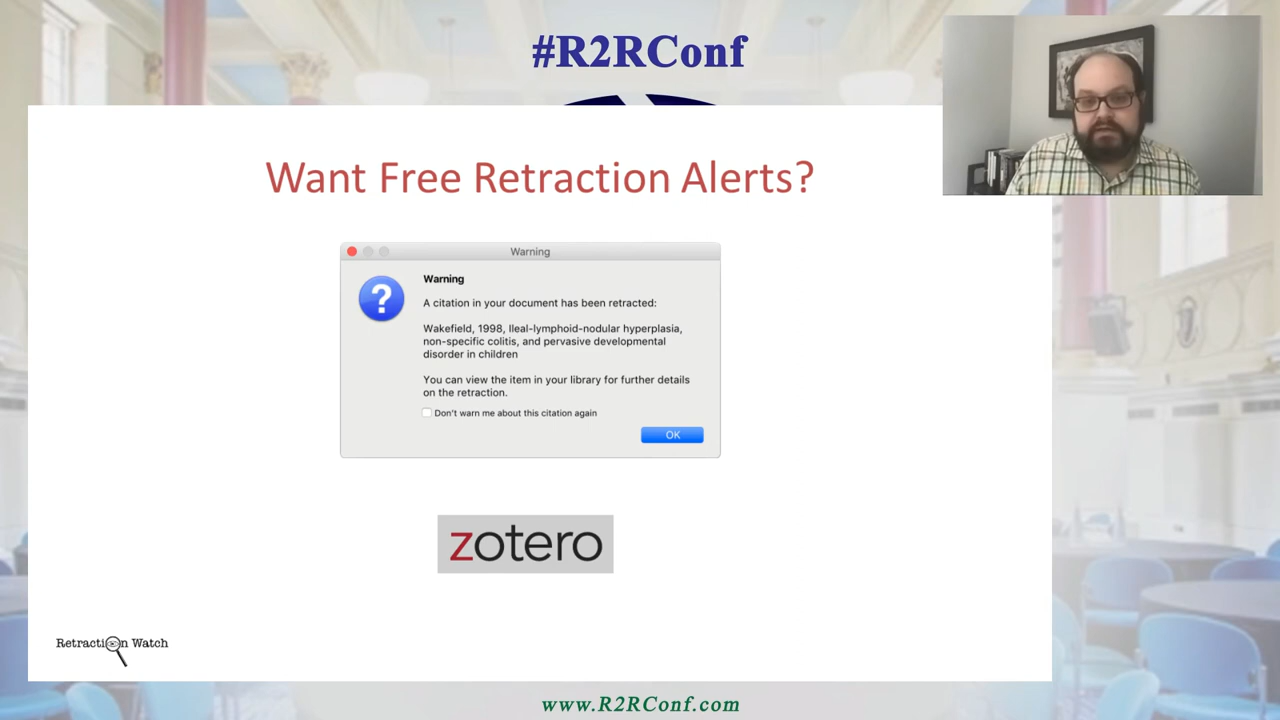 #R2RConf
Want Free Retraction Alerts?
Warning
Warning
A citation in your document has been retracted:
Wakefield, 1998, Ileal-lymphoid-nodular hyperplasia,
non-specific colitis, and pervasive developmental
disorder in children
You can view the item in your library for further details
on the retraction.
Don't warn me about this citation again
OK
zotero
Retraction Watch
www.R2RConf.com